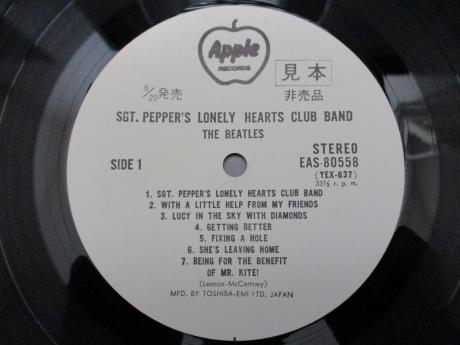 Apple
RECORDS
6/20発売
見本
非売品
SGT. PEPPER'S LONELY HEARTS CLUB BAND
THE BEATLES
SIDE 1
STEREO
EAS-80558
(YEX-637)
33⅓ r. p. m.
1. SGT. PEPPER'S LONELY HEARTS CLUB BAND
2. WITH A LITTLE HELP FROM MY FRIENDS
3. LUCY IN THE SKY WITH DIAMONDS
4. GETTING BETTER
5. FIXING A HOLE
6. SHE'S LEAVING HOME
7. BEING FOR THE BENEFIT
OF MR. KITE!
(Lennon-McCartney)
MFD. BY TOSHIBA-EMI LTD. JAPAN